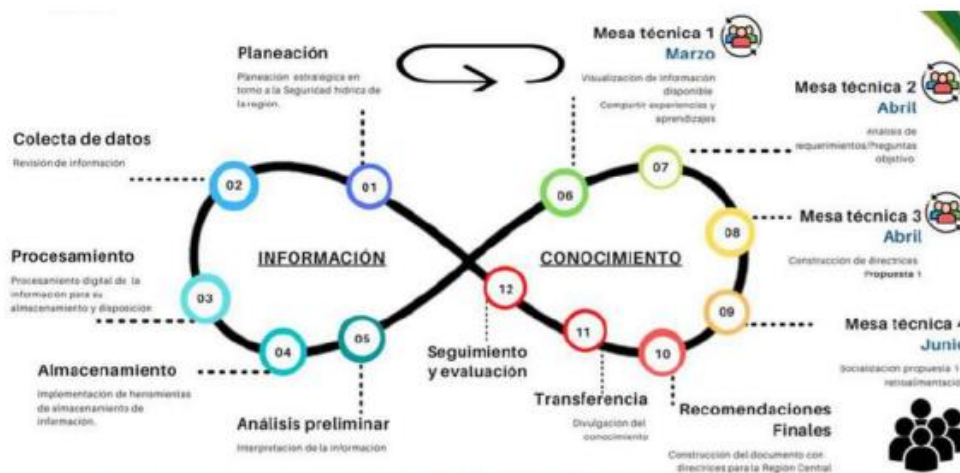 Planeación
Planeación estratégica en
torno a la Seguridad hídrica de
la región.
01
Colecta de datos
Revisión de información
02
Procesamiento
Procesamiento digital de la
información para su
almacenamiento y disposición
03
Almacenamiento
Implementación de herramientas
de almacenamiento de
información.
04
Análisis preliminar
Interpretación de la información
05
INFORMACIÓN
CONOCIMIENTO
Mesa técnica 1
Marzo
Visualización de información
disponible
Compartir experiencias y
aprendizajes
06
Mesa técnica 2
Abril
Análisis de
requerimientos/Preguntas
objetivo
07
Mesa técnica 3
Abril
Construcción de directrices
Propuesta 1
08
Mesa técnica 4
Junio
Socialización propuesta 1
retroalimentació
09
Recomendaciones
Finales
Construcción del documento con
directrices para la Región Central
10
Transferencia
Divulgación del
conocimiento
11
Seguimiento
y evaluación
12